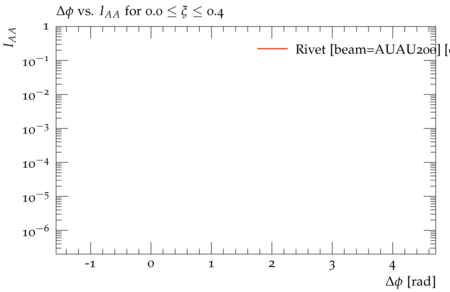 Δϕ vs. I_AA for 0.0 ≤ ξ ≤ 0.4
I_AA
1
Rivet [beam=AUAU200] [
10^−1
10^−2
10^−3
10^−4
10^−5
10^−6
-1 0 1 2 3 4
Δϕ [rad]